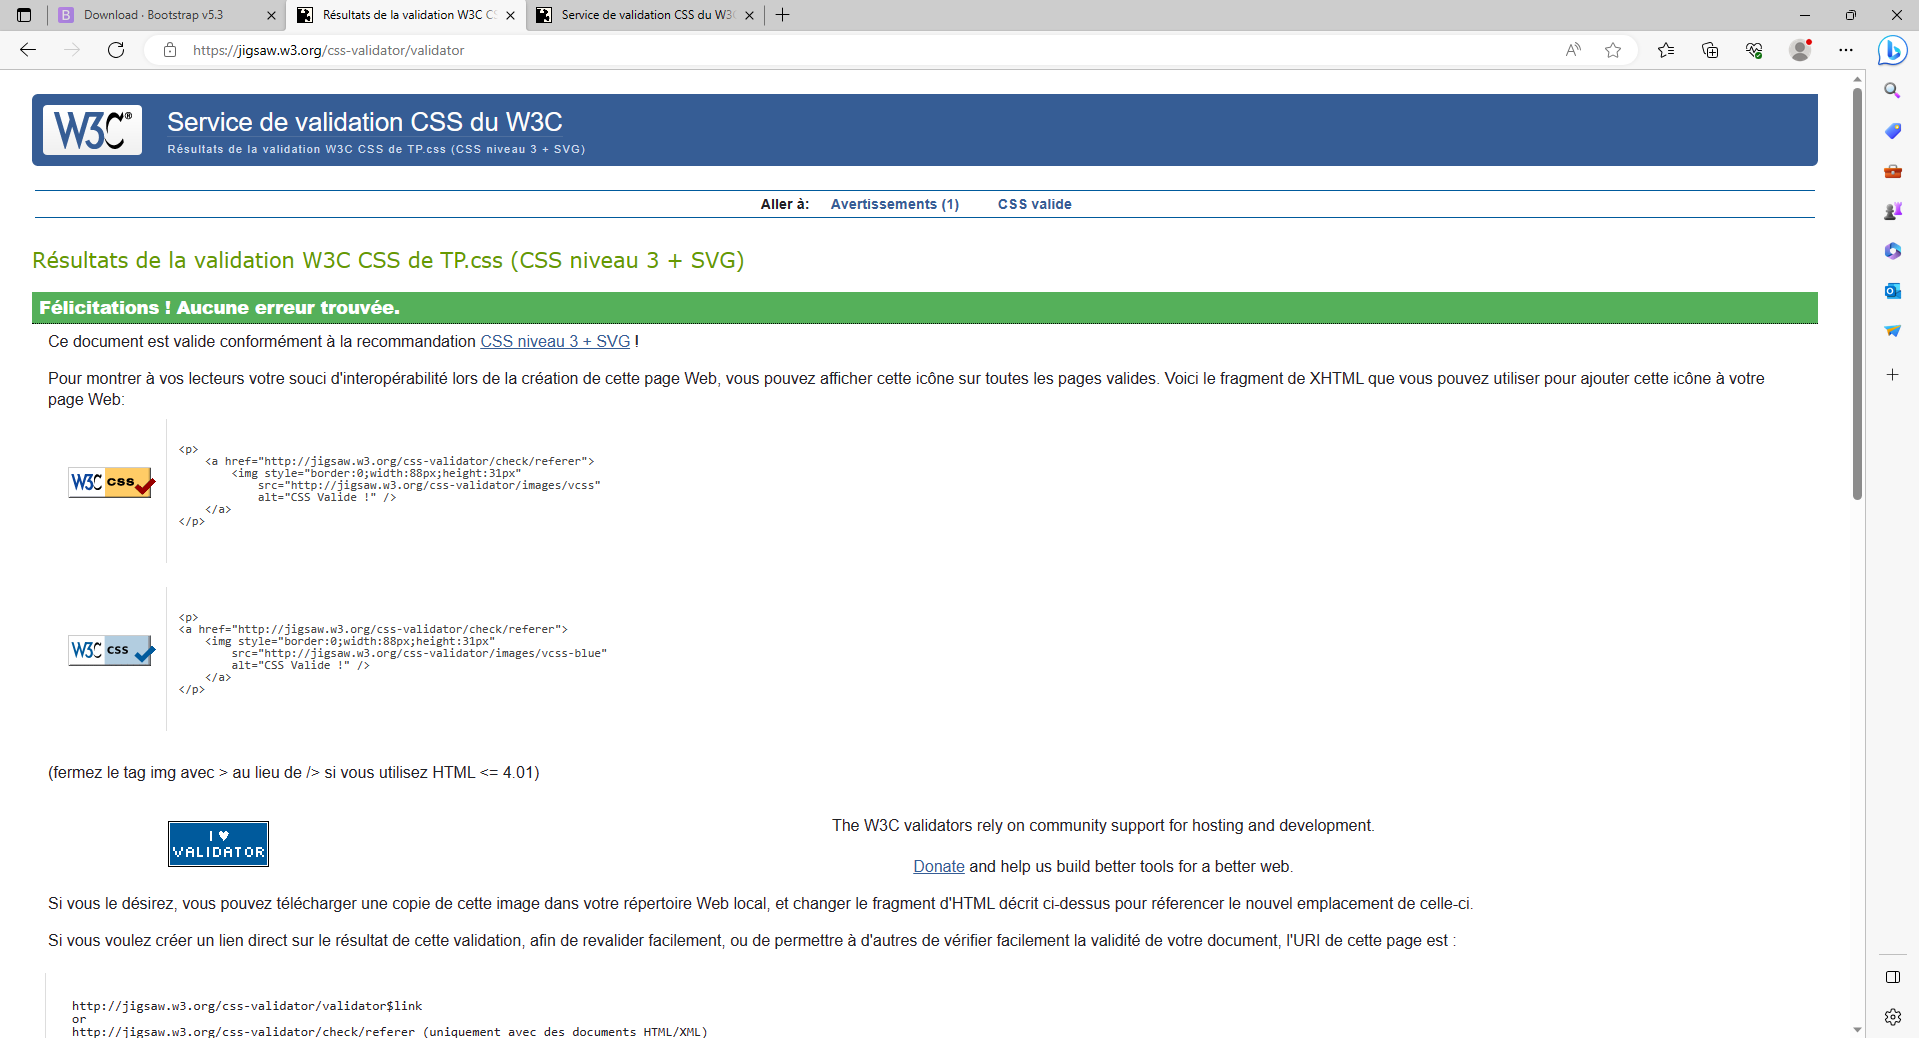 Download · Bootstrap v5.3
Résultats de la validation W3C CS
Service de validation CSS du W3C
https://jigsaw.w3.org/css-validator/validator
W3C®
Service de validation CSS du W3C
Résultats de la validation W3C CSS de TP.css (CSS niveau 3 + SVG)
Aller à: Avertissements (1) CSS valide
Résultats de la validation W3C CSS de TP.css (CSS niveau 3 + SVG)
Félicitations ! Aucune erreur trouvée.
Ce document est valide conformément à la recommandation CSS niveau 3 + SVG !
Pour montrer à vos lecteurs votre souci d'interopérabilité lors de la création de cette page Web, vous pouvez afficher cette icône sur toutes les pages valides. Voici le fragment de XHTML que vous pouvez utiliser pour ajouter cette icône à votre
page Web:
W3C css
<p>
<a href="http://jigsaw.w3.org/css-validator/check/referer">
<img style="border:0;width:88px;height:31px"
src="http://jigsaw.w3.org/css-validator/images/vcss"
alt="CSS Valide !" />
</a>
</p>
W3C css
<p>
<a href="http://jigsaw.w3.org/css-validator/check/referer">
<img style="border:0;width:88px;height:31px"
src="http://jigsaw.w3.org/css-validator/images/vcss-blue"
alt="CSS Valide !" />
</a>
</p>
(fermez le tag img avec > au lieu de /> si vous utilisez HTML <= 4.01)
I ♥
VALIDATOR
The W3C validators rely on community support for hosting and development.
Donate and help us build better tools for a better web.
Si vous le désirez, vous pouvez télécharger une copie de cette image dans votre répertoire Web local, et changer le fragment d'HTML décrit ci-dessus pour réferencer le nouvel emplacement de celle-ci.
Si vous voulez créer un lien direct sur le résultat de cette validation, afin de revalider facilement, ou de permettre à d'autres de vérifier facilement la validité de votre document, l'URI de cette page est :
http://jigsaw.w3.org/css-validator/validator$link
or
http://jigsaw.w3.org/css-validator/check/referer (uniquement avec des documents HTML/XML)